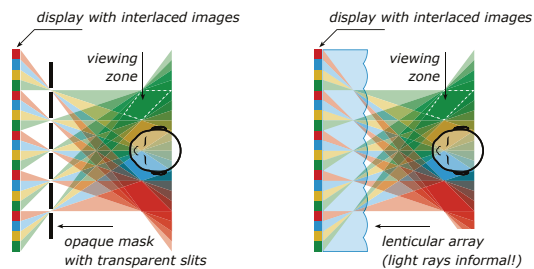 display with interlaced images
viewing
zone
opaque mask
with transparent slits
display with interlaced images
viewing
zone
lenticular array
(light rays informal!)